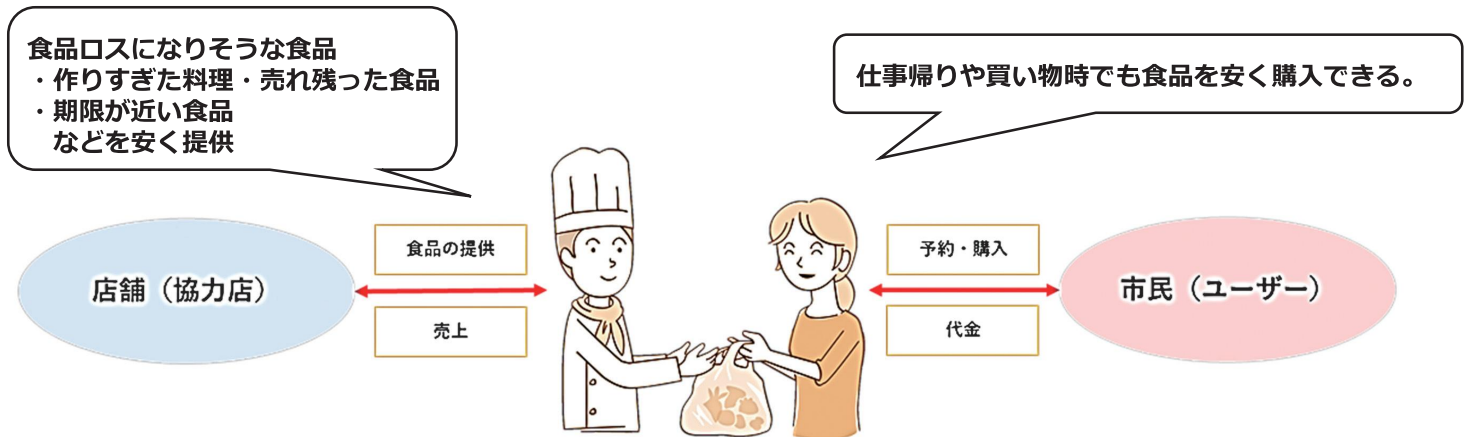 食品ロスになりそうな食品
・作りすぎた料理・売れ残った食品
・期限が近い食品
などを安く提供
仕事帰りや買い物時でも食品を安く購入できる。
店舗（協力店）
食品の提供
売上
予約・購入
代金
市民（ユーザー）